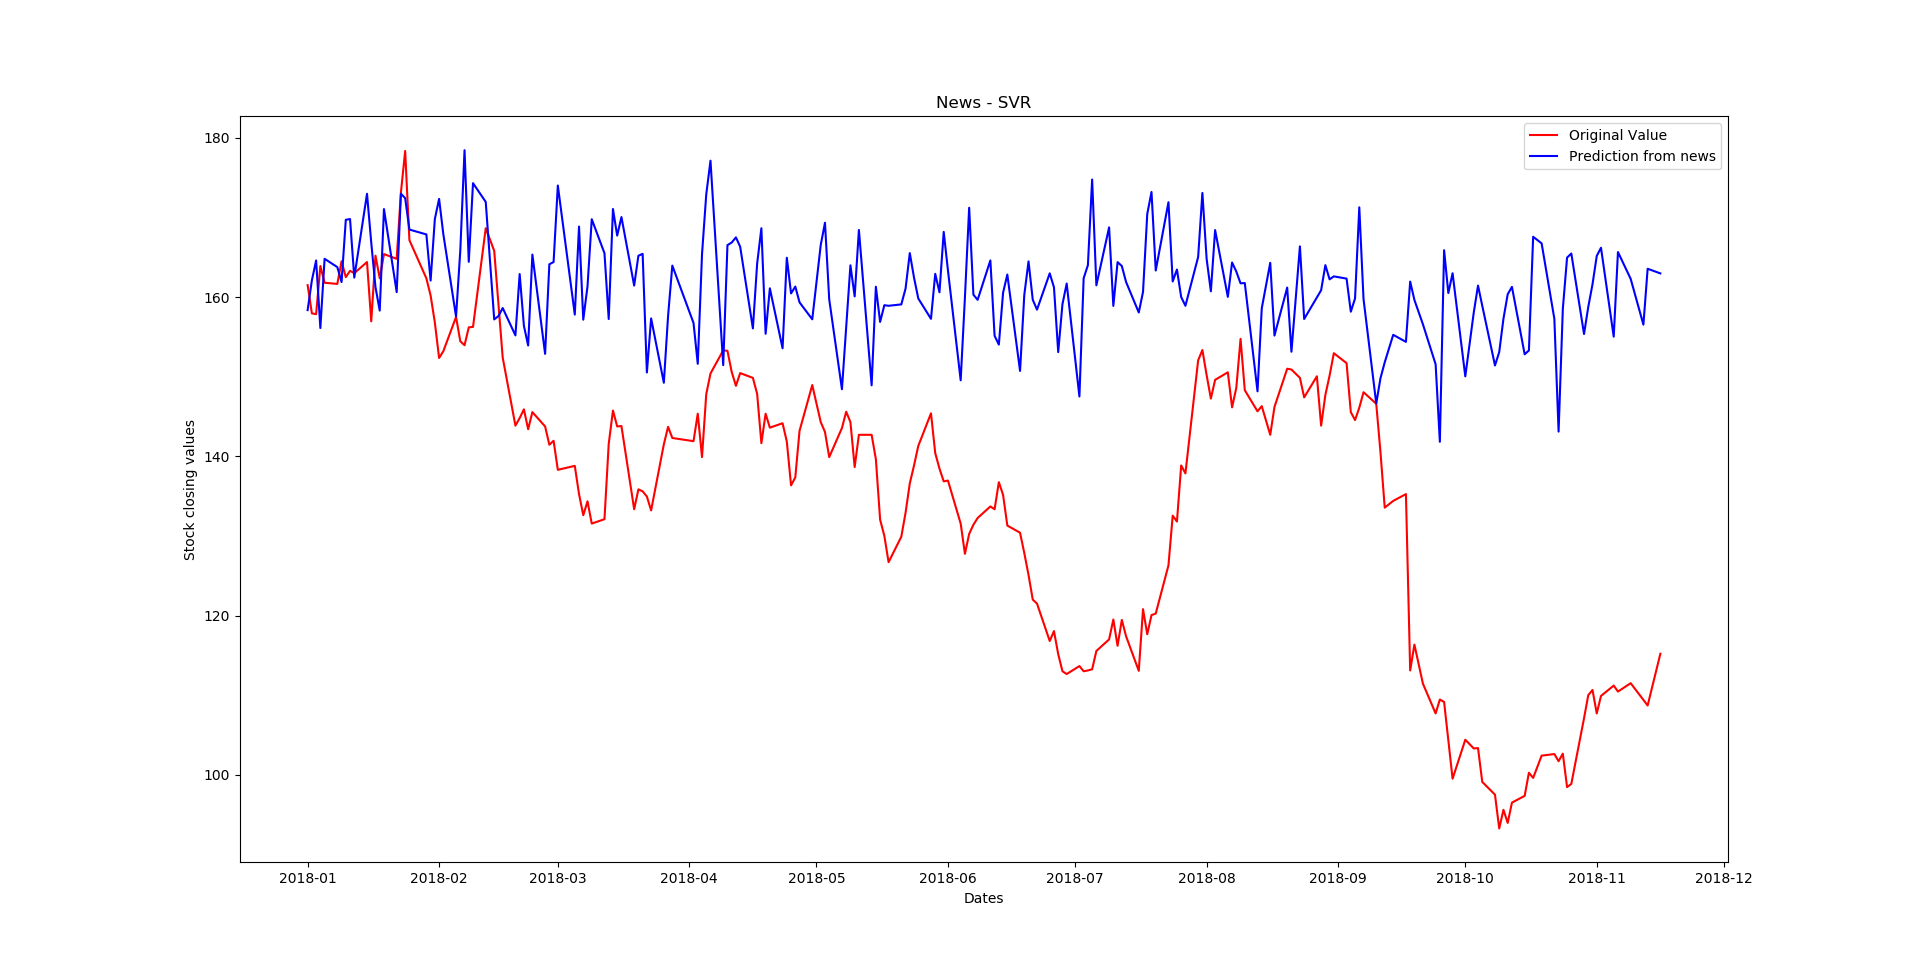 News - SVR
Original Value
Prediction from news
180
160
140
120
100
Stock closing values
2018-01 2018-02 2018-03 2018-04 2018-05 2018-06 2018-07 2018-08 2018-09 2018-10 2018-11 2018-12
Dates